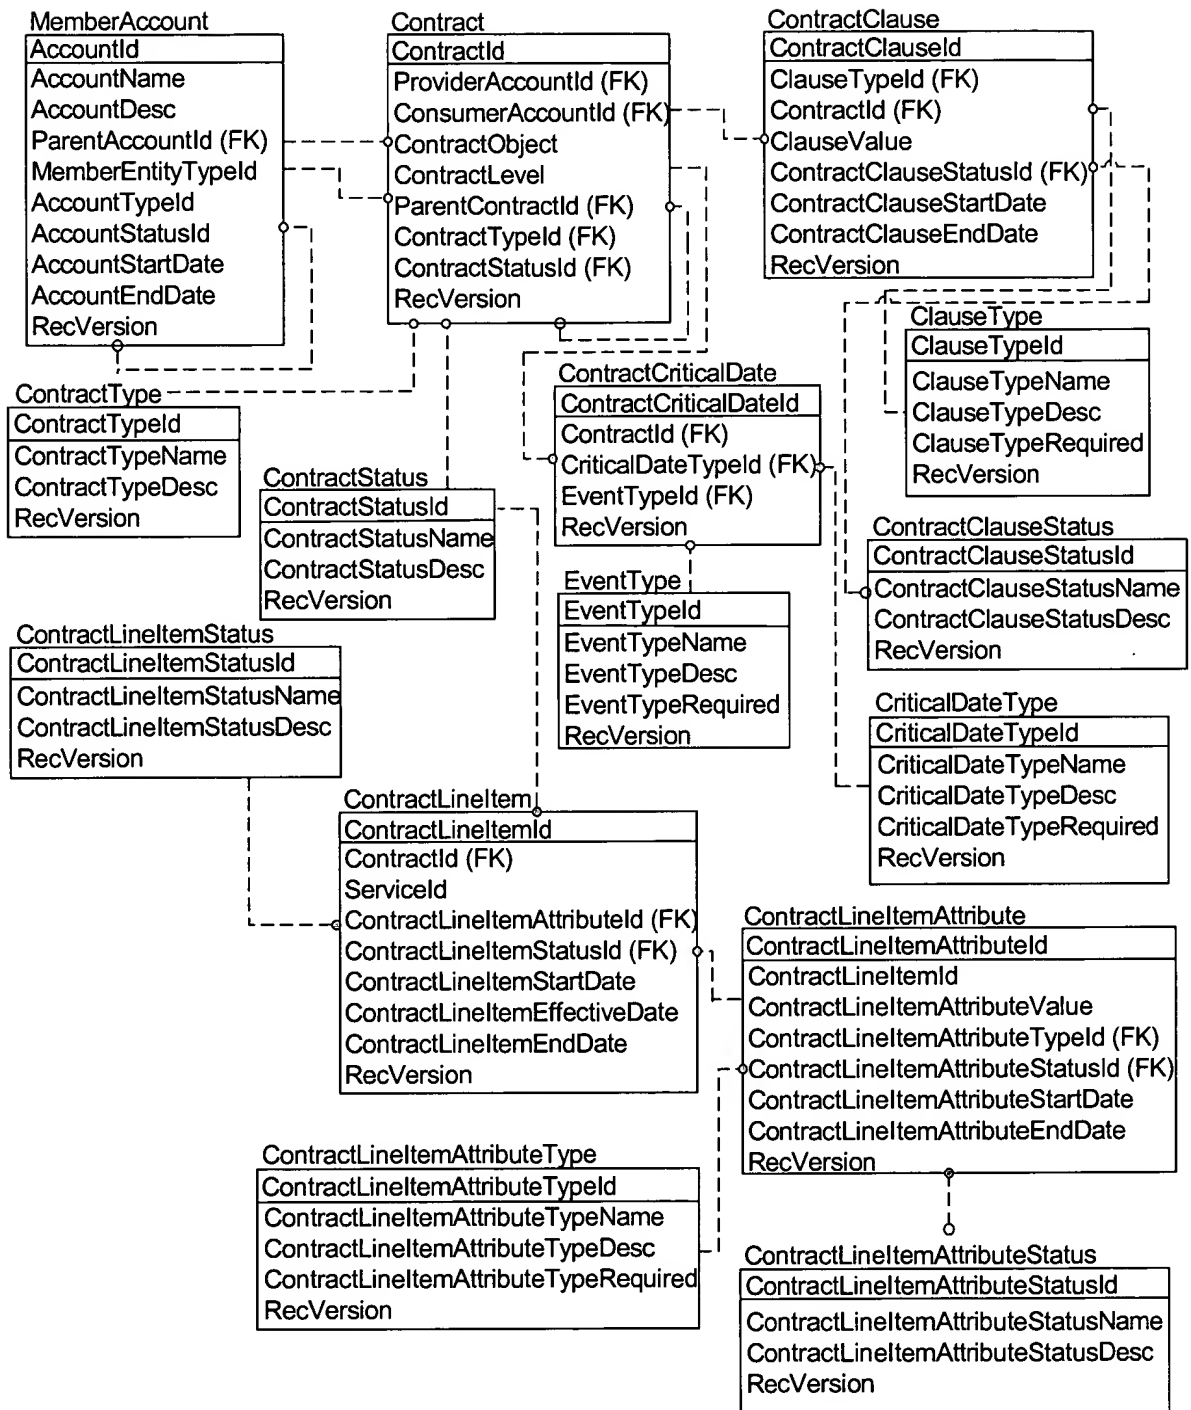 MemberAccount
AccountId
AccountName
AccountDesc
ParentAccountId (FK)
MemberEntityTypeId
AccountTypeId
AccountStatusId
AccountStartDate
AccountEndDate
RecVersion
Contract
ContractId
ProviderAccountId (FK)
ConsumerAccountId (FK)
ContractObject
ContractLevel
ParentContractId (FK)
ContractTypeId (FK)
ContractStatusId (FK)
RecVersion
ContractClause
ContractClauseId
ClauseTypeId (FK)
ContractId (FK)
ClauseValue
ContractClauseStatusId (FK)
ContractClauseStartDate
ContractClauseEndDate
RecVersion
ContractType
ContractTypeId
ContractTypeName
ContractTypeDesc
RecVersion
ContractStatus
ContractStatusId
ContractStatusName
ContractStatusDesc
RecVersion
ContractCriticalDate
ContractCriticalDateId
ContractId (FK)
CriticalDateTypeId (FK)
EventTypeId (FK)
RecVersion
ClauseType
ClauseTypeId
ClauseTypeName
ClauseTypeDesc
ClauseTypeRequired
RecVersion
EventType
EventTypeId
EventTypeName
EventTypeDesc
EventTypeRequired
RecVersion
ContractClauseStatus
ContractClauseStatusId
ContractClauseStatusName
ContractClauseStatusDesc
RecVersion
ContractLineItemStatus
ContractLineItemStatusId
ContractLineItemStatusName
ContractLineItemStatusDesc
RecVersion
CriticalDateType
CriticalDateTypeId
CriticalDateTypeName
CriticalDateTypeDesc
CriticalDateTypeRequired
RecVersion
ContractLineItem
ContractLineItemId
ContractId (FK)
ServiceId
ContractLineItemAttributeId (FK)
ContractLineItemStatusId (FK)
ContractLineItemStartDate
ContractLineItemEffectiveDate
ContractLineItemEndDate
RecVersion
ContractLineItemAttribute
ContractLineItemAttributeId
ContractLineItemId
ContractLineItemAttributeValue
ContractLineItemAttributeTypeId (FK)
ContractLineItemAttributeStatusId (FK)
ContractLineItemAttributeStartDate
ContractLineItemAttributeEndDate
RecVersion
ContractLineItemAttributeType
ContractLineItemAttributeTypeId
ContractLineItemAttributeTypeName
ContractLineItemAttributeTypeDesc
ContractLineItemAttributeTypeRequired
RecVersion
ContractLineItemAttributeStatus
ContractLineItemAttributeStatusId
ContractLineItemAttributeStatusName
ContractLineItemAttributeStatusDesc
RecVersion